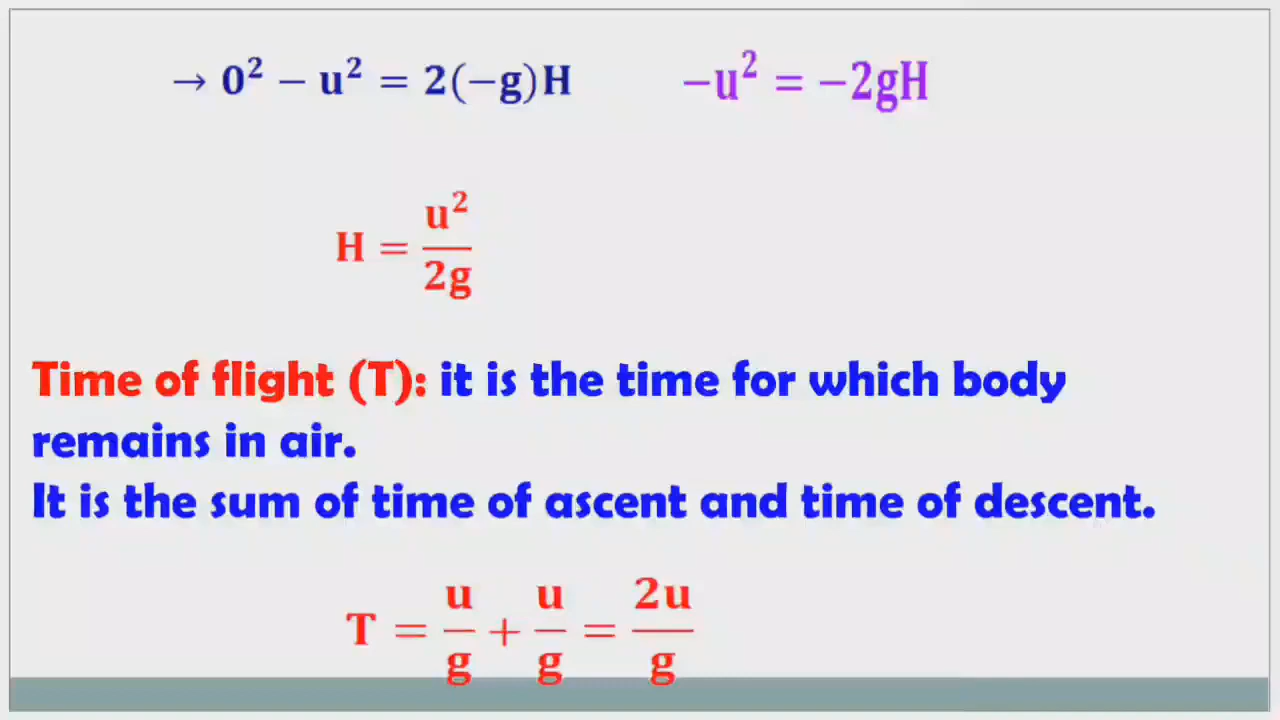 → 0² − u² = 2(−g)H −u² = −2gH
H = u²/2g
Time of flight (T): it is the time for which body
remains in air.
It is the sum of time of ascent and time of descent.
T = u/g + u/g = 2u/g